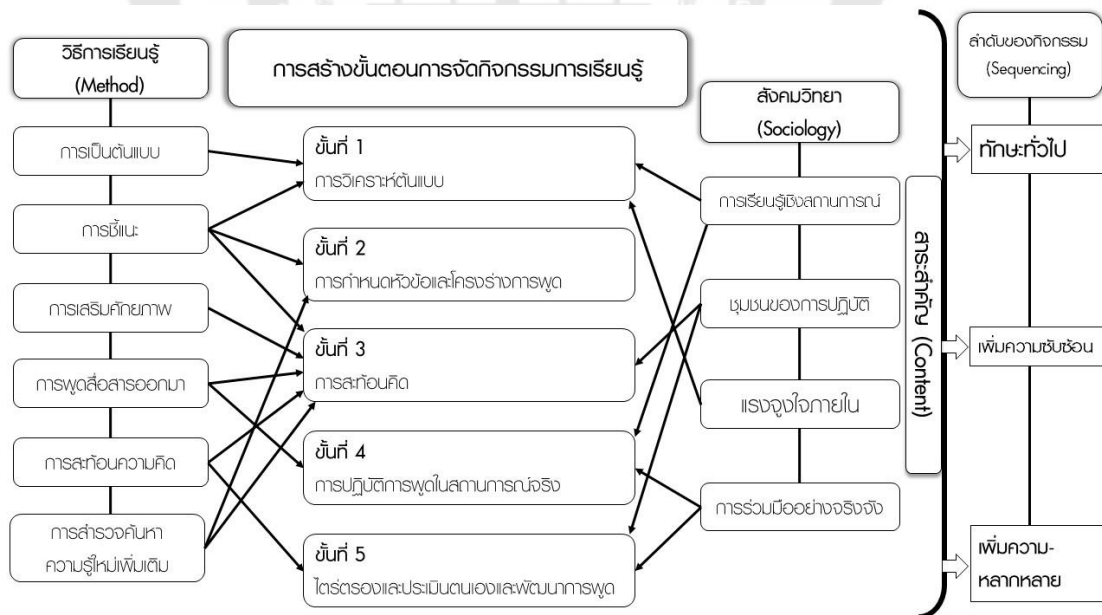 วิธีการเรียนรู้
(Method)
การเป็นต้นแบบ
การชี้แนะ
การเสริมศักยภาพ
การพูดสื่อสารออกมา
การสะท้อนความคิด
การสำรวจค้นหา
ความรู้ใหม่เพิ่มเติม
การสร้างขั้นตอนการจัดกิจกรรมการเรียนรู้
ขั้นที่ 1
การวิเคราะห์ต้นแบบ
ขั้นที่ 2
การกำหนดหัวข้อและโครงร่างการพูด
ขั้นที่ 3
การสะท้อนคิด
ขั้นที่ 4
การปฏิบัติการพูดในสถานการณ์จริง
ขั้นที่ 5
ไตร่ตรองและประเมินตนเองและพัฒนาการพูด
สังคมวิทยา
(Sociology)
การเรียนรู้เชิงสถานการณ์
ชุมชนของการปฏิบัติ
แรงจูงใจภายใน
การร่วมมืออย่างจริงจัง
สาระสำคัญ (Content)
ลำดับของกิจกรรม
(Sequencing)
ทักษะทั่วไป
เพิ่มความซับซ้อน
เพิ่มความ-
หลากหลาย